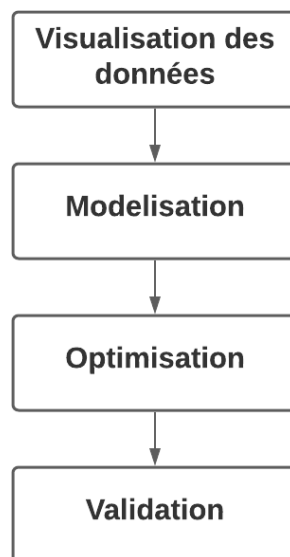 Visualisation des
données
Modelisation
Optimisation
Validation